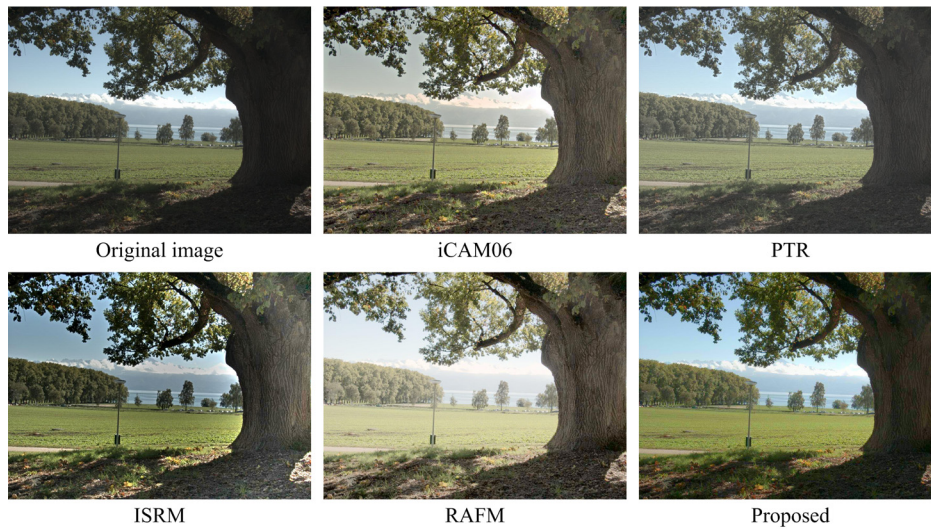 Original image
iCAM06
PTR
ISRM
RAFM
Proposed